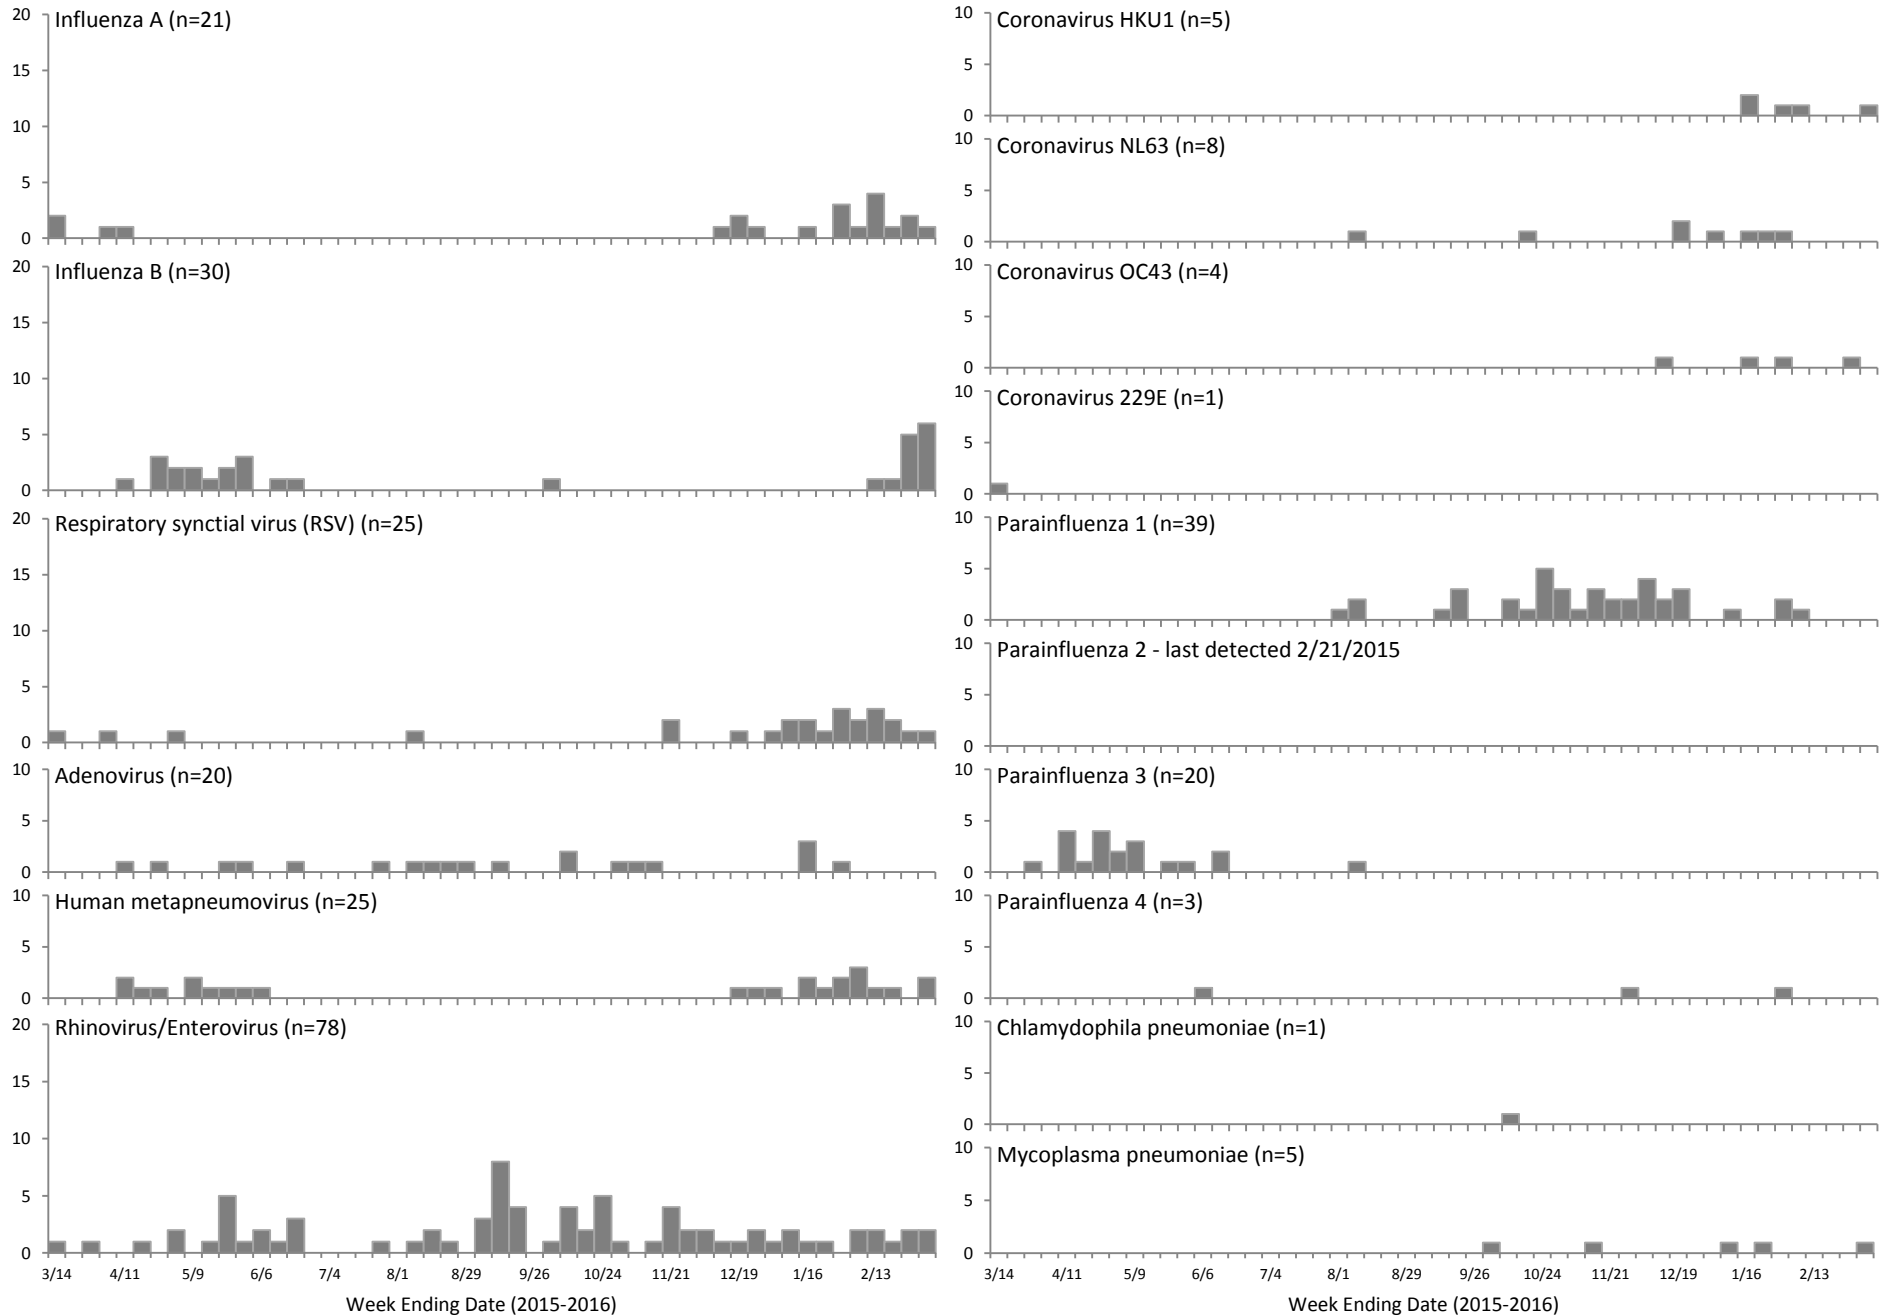 Influenza A (n=21)
20
15
10
5
0
Influenza B (n=30)
20
15
10
5
0
Respiratory synctial virus (RSV) (n=25)
20
15
10
5
0
Adenovirus (n=20)
10
5
0
Human metapneumovirus (n=25)
10
5
0
Rhinovirus/Enterovirus (n=78)
20
15
10
5
0
3/14 4/11 5/9 6/6 7/4 8/1 8/29 9/26 10/24 11/21 12/19 1/16 2/13
Week Ending Date (2015-2016)
Coronavirus HKU1 (n=5)
10
5
0
Coronavirus NL63 (n=8)
10
5
0
Coronavirus OC43 (n=4)
10
5
0
Coronavirus 229E (n=1)
10
5
0
Parainfluenza 1 (n=39)
10
5
0
Parainfluenza 2 - last detected 2/21/2015
10
5
0
Parainfluenza 3 (n=20)
10
5
0
Parainfluenza 4 (n=3)
10
5
0
Chlamydophila pneumoniae (n=1)
10
5
0
Mycoplasma pneumoniae (n=5)
10
5
0
3/14 4/11 5/9 6/6 7/4 8/1 8/29 9/26 10/24 11/21 12/19 1/16 2/13
Week Ending Date (2015-2016)